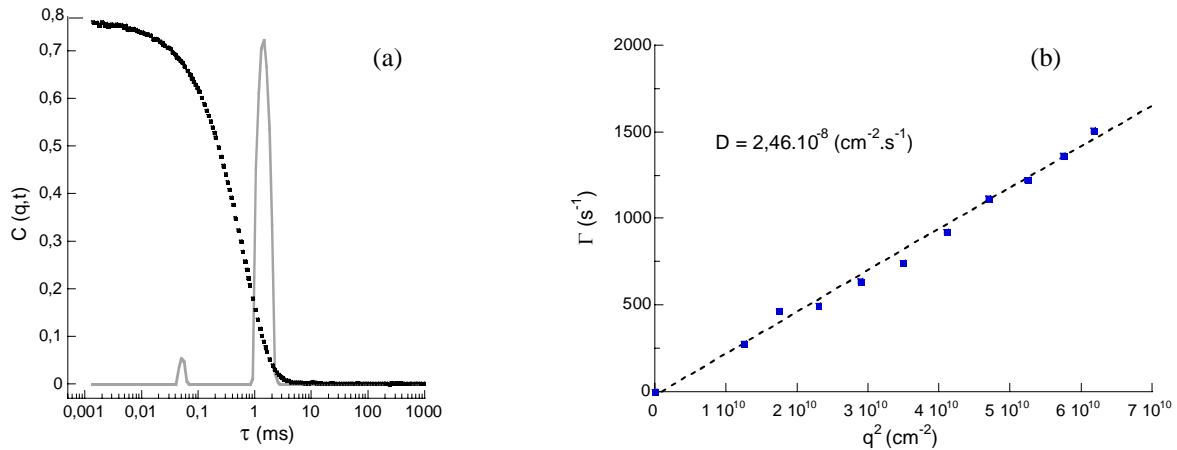 (a)
C (q,t)
0,8
0,7
0,6
0,5
0,4
0,3
0,2
0,1
0
0,001 0,01 0,1 1 10 100 1000
τ (ms)
(b)
Γ (s⁻¹)
2000
1500
1000
500
0
D = 2,46.10⁻⁸ (cm⁻².s⁻¹)
0 1 10¹⁰ 2 10¹⁰ 3 10¹⁰ 4 10¹⁰ 5 10¹⁰ 6 10¹⁰ 7 10¹⁰
q² (cm⁻²)